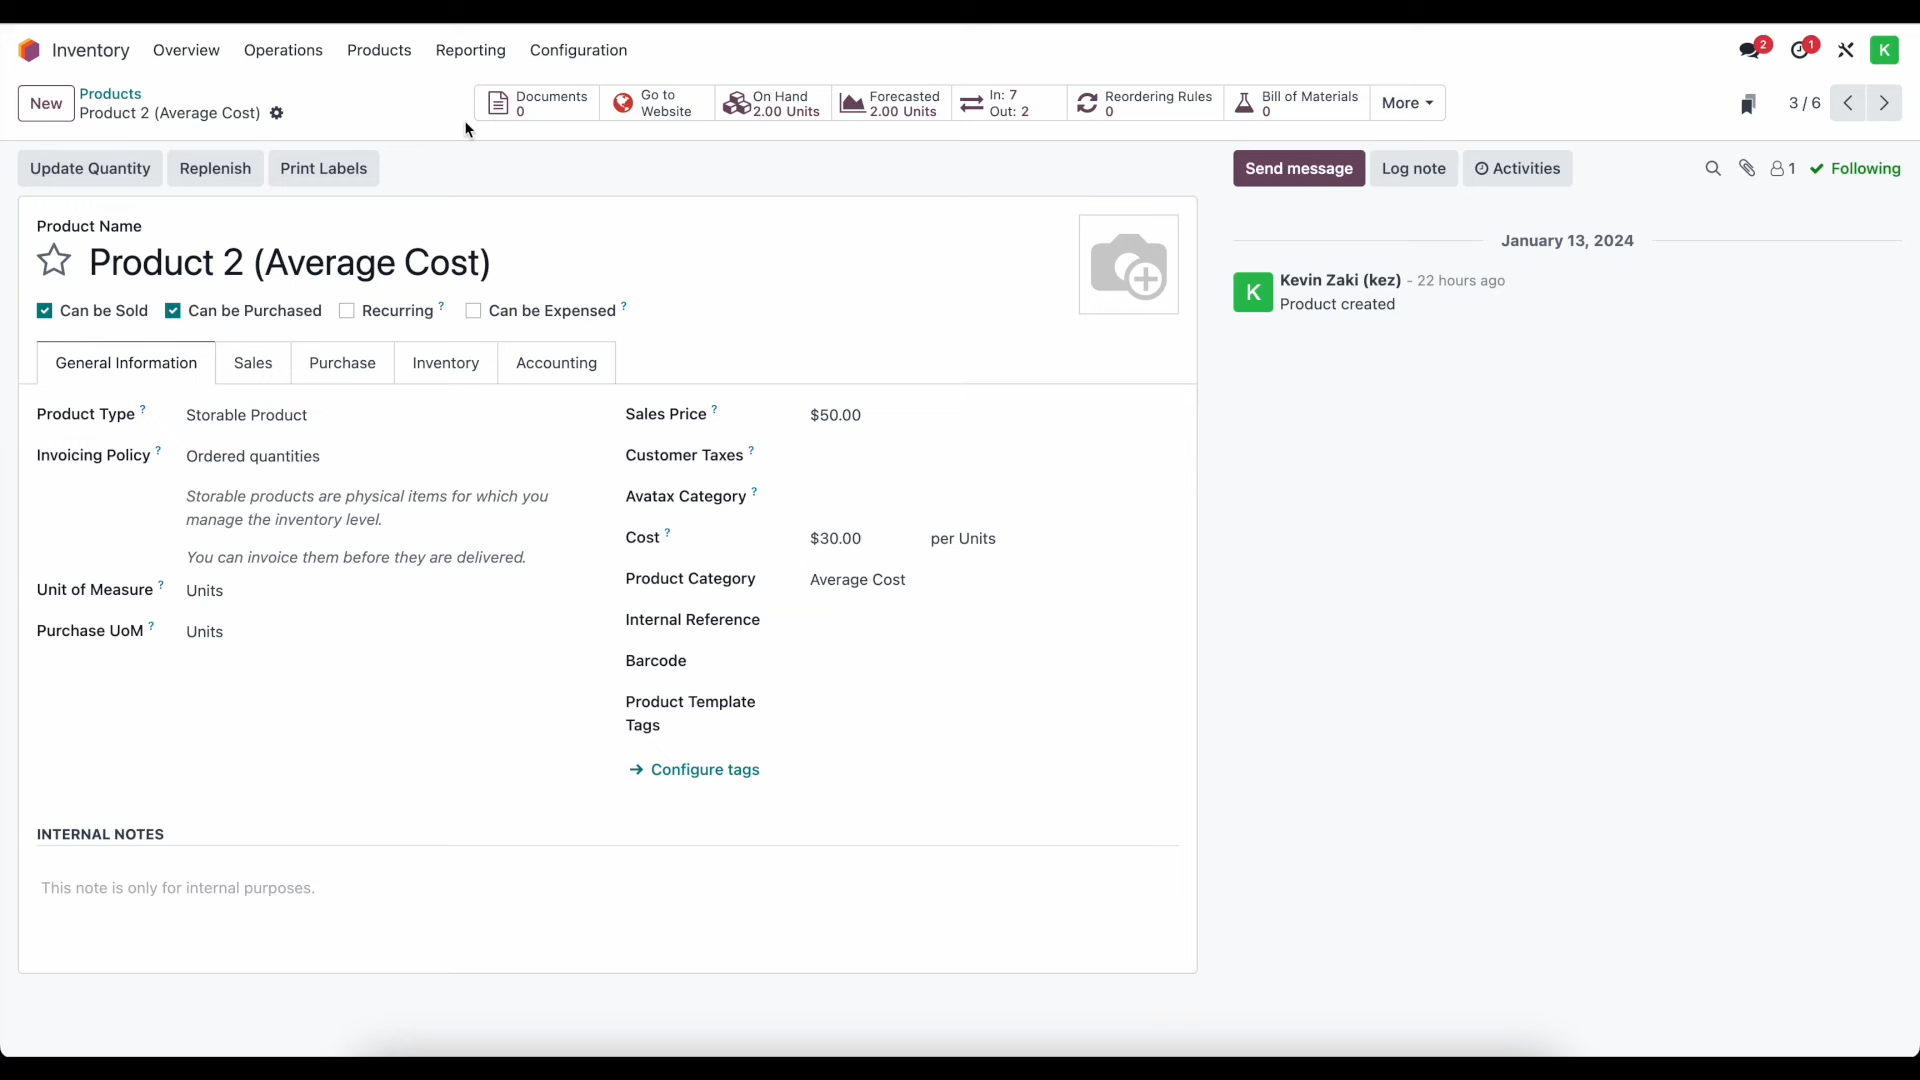 Inventory Overview Operations Products Reporting Configuration 2 1 K
New Products Documents Go to On Hand Forecasted In: 7 Reordering Rules Bill of Materials More 3 / 6
Product 2 (Average Cost) 0 Website 2.00 Units 2.00 Units Out: 2 0 0
Update Quantity Replenish Print Labels Send message Log note Activities 1 Following
Product Name
Product 2 (Average Cost)
Can be Sold Can be Purchased Recurring ? Can be Expensed ?
General Information Sales Purchase Inventory Accounting
Product Type ? Storable Product
Invoicing Policy ? Ordered quantities
Storable products are physical items for which you
manage the inventory level.
You can invoice them before they are delivered.
Unit of Measure ? Units
Purchase UoM ? Units
Sales Price ? $50.00
Customer Taxes ?
Avatax Category ?
Cost ? $30.00 per Units
Product Category Average Cost
Internal Reference
Barcode
Product Template
Tags
→ Configure tags
INTERNAL NOTES
This note is only for internal purposes.
January 13, 2024
K Kevin Zaki (kez) - 22 hours ago
Product created